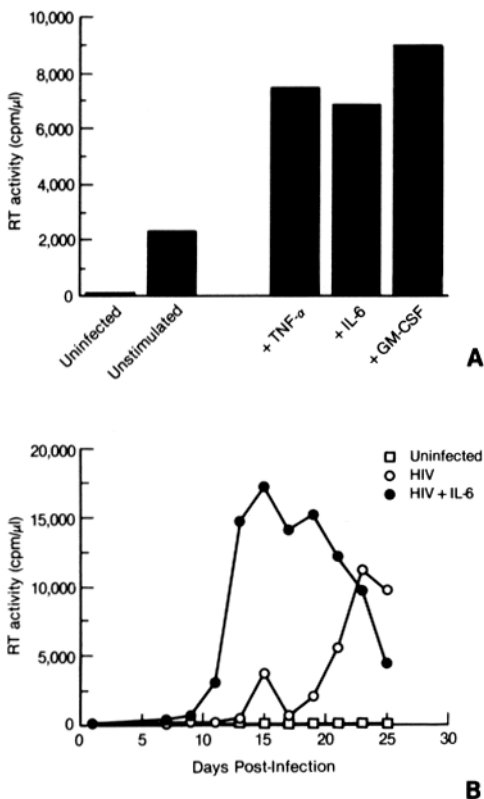 10,000
8,000
6,000
4,000
2,000
0
RT activity (cpm/µl)
Uninfected
Unstimulated
+ TNF-α
+ IL-6
+ GM-CSF
A
20,000
15,000
10,000
5,000
0
RT activity (cpm/µl)
Uninfected
HIV
HIV + IL-6
0 5 10 15 20 25 30
Days Post-Infection
B